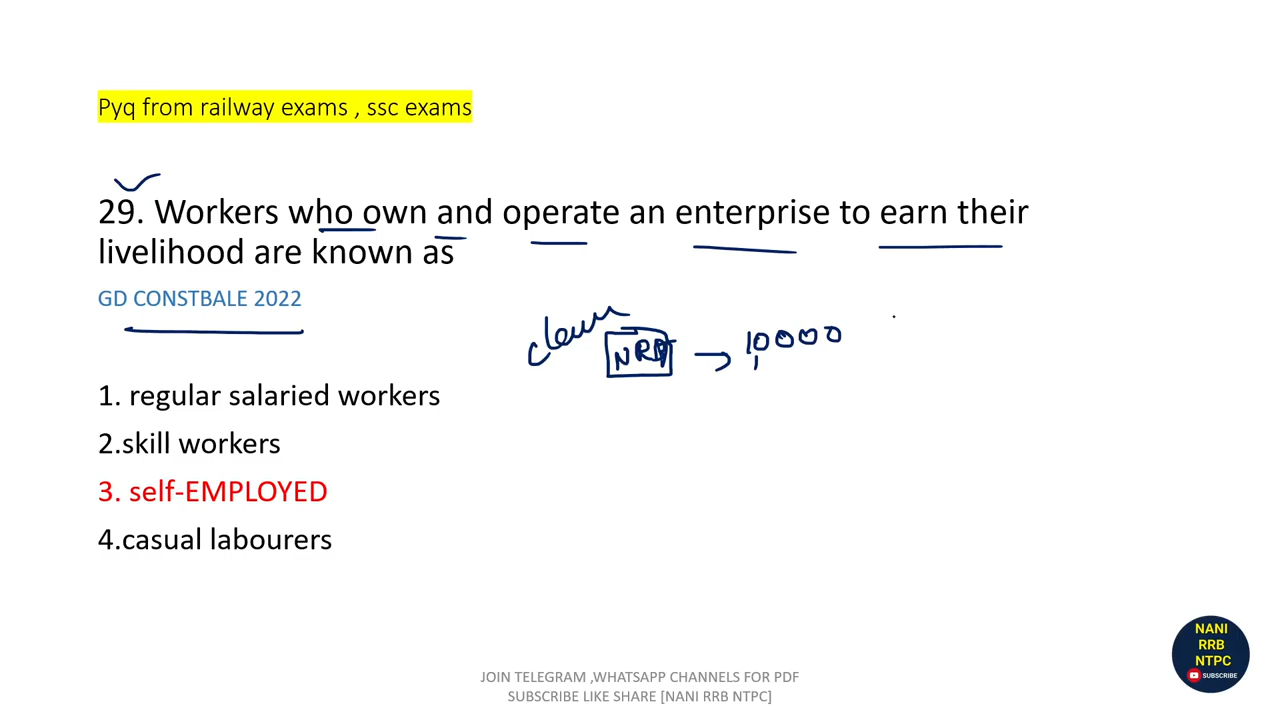 Pyq from railway exams , ssc exams
29. Workers who own and operate an enterprise to earn their
livelihood are known as
GD CONSTBALE 2022
10000
1. regular salaried workers
2.skill workers
3. self-EMPLOYED
4.casual labourers
NANI
RRB
NTPC
SUBSCRIBE
JOIN TELEGRAM ,WHATSAPP CHANNELS FOR PDF
SUBSCRIBE LIKE SHARE [NANI RRB NTPC]